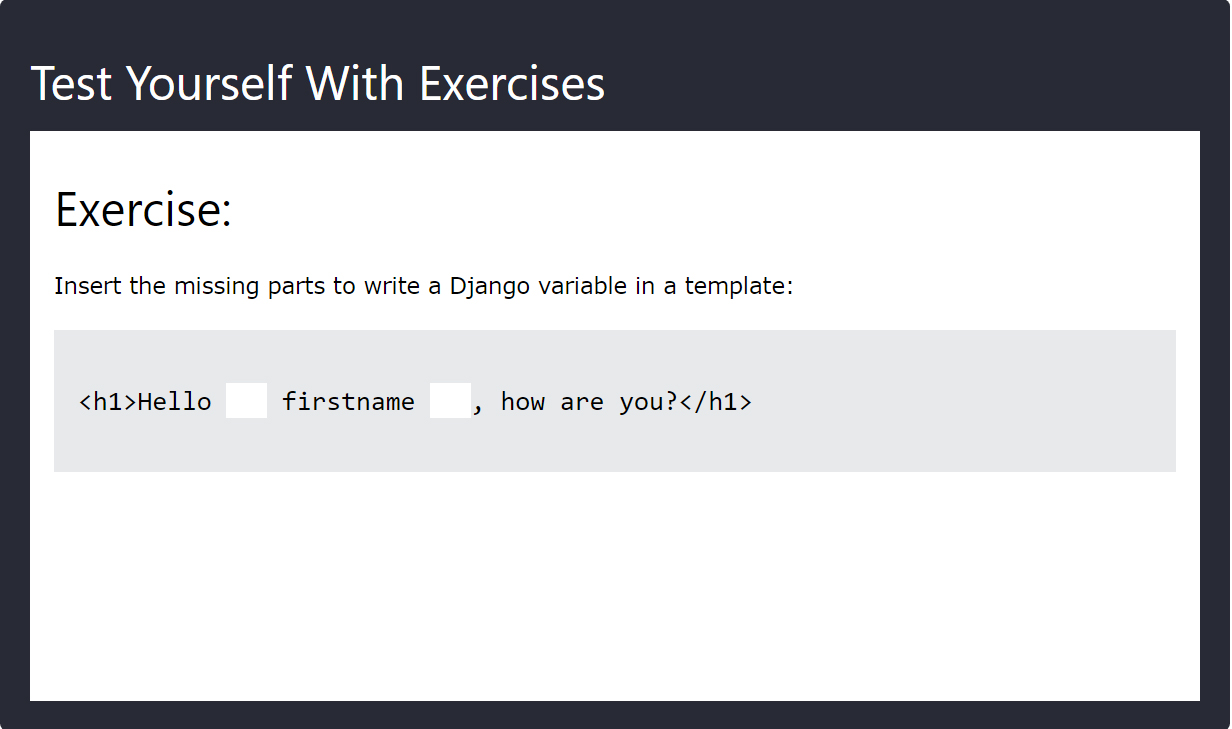 Test Yourself With Exercises
Exercise:
Insert the missing parts to write a Django variable in a template:
<h1>Hello firstname , how are you?</h1>